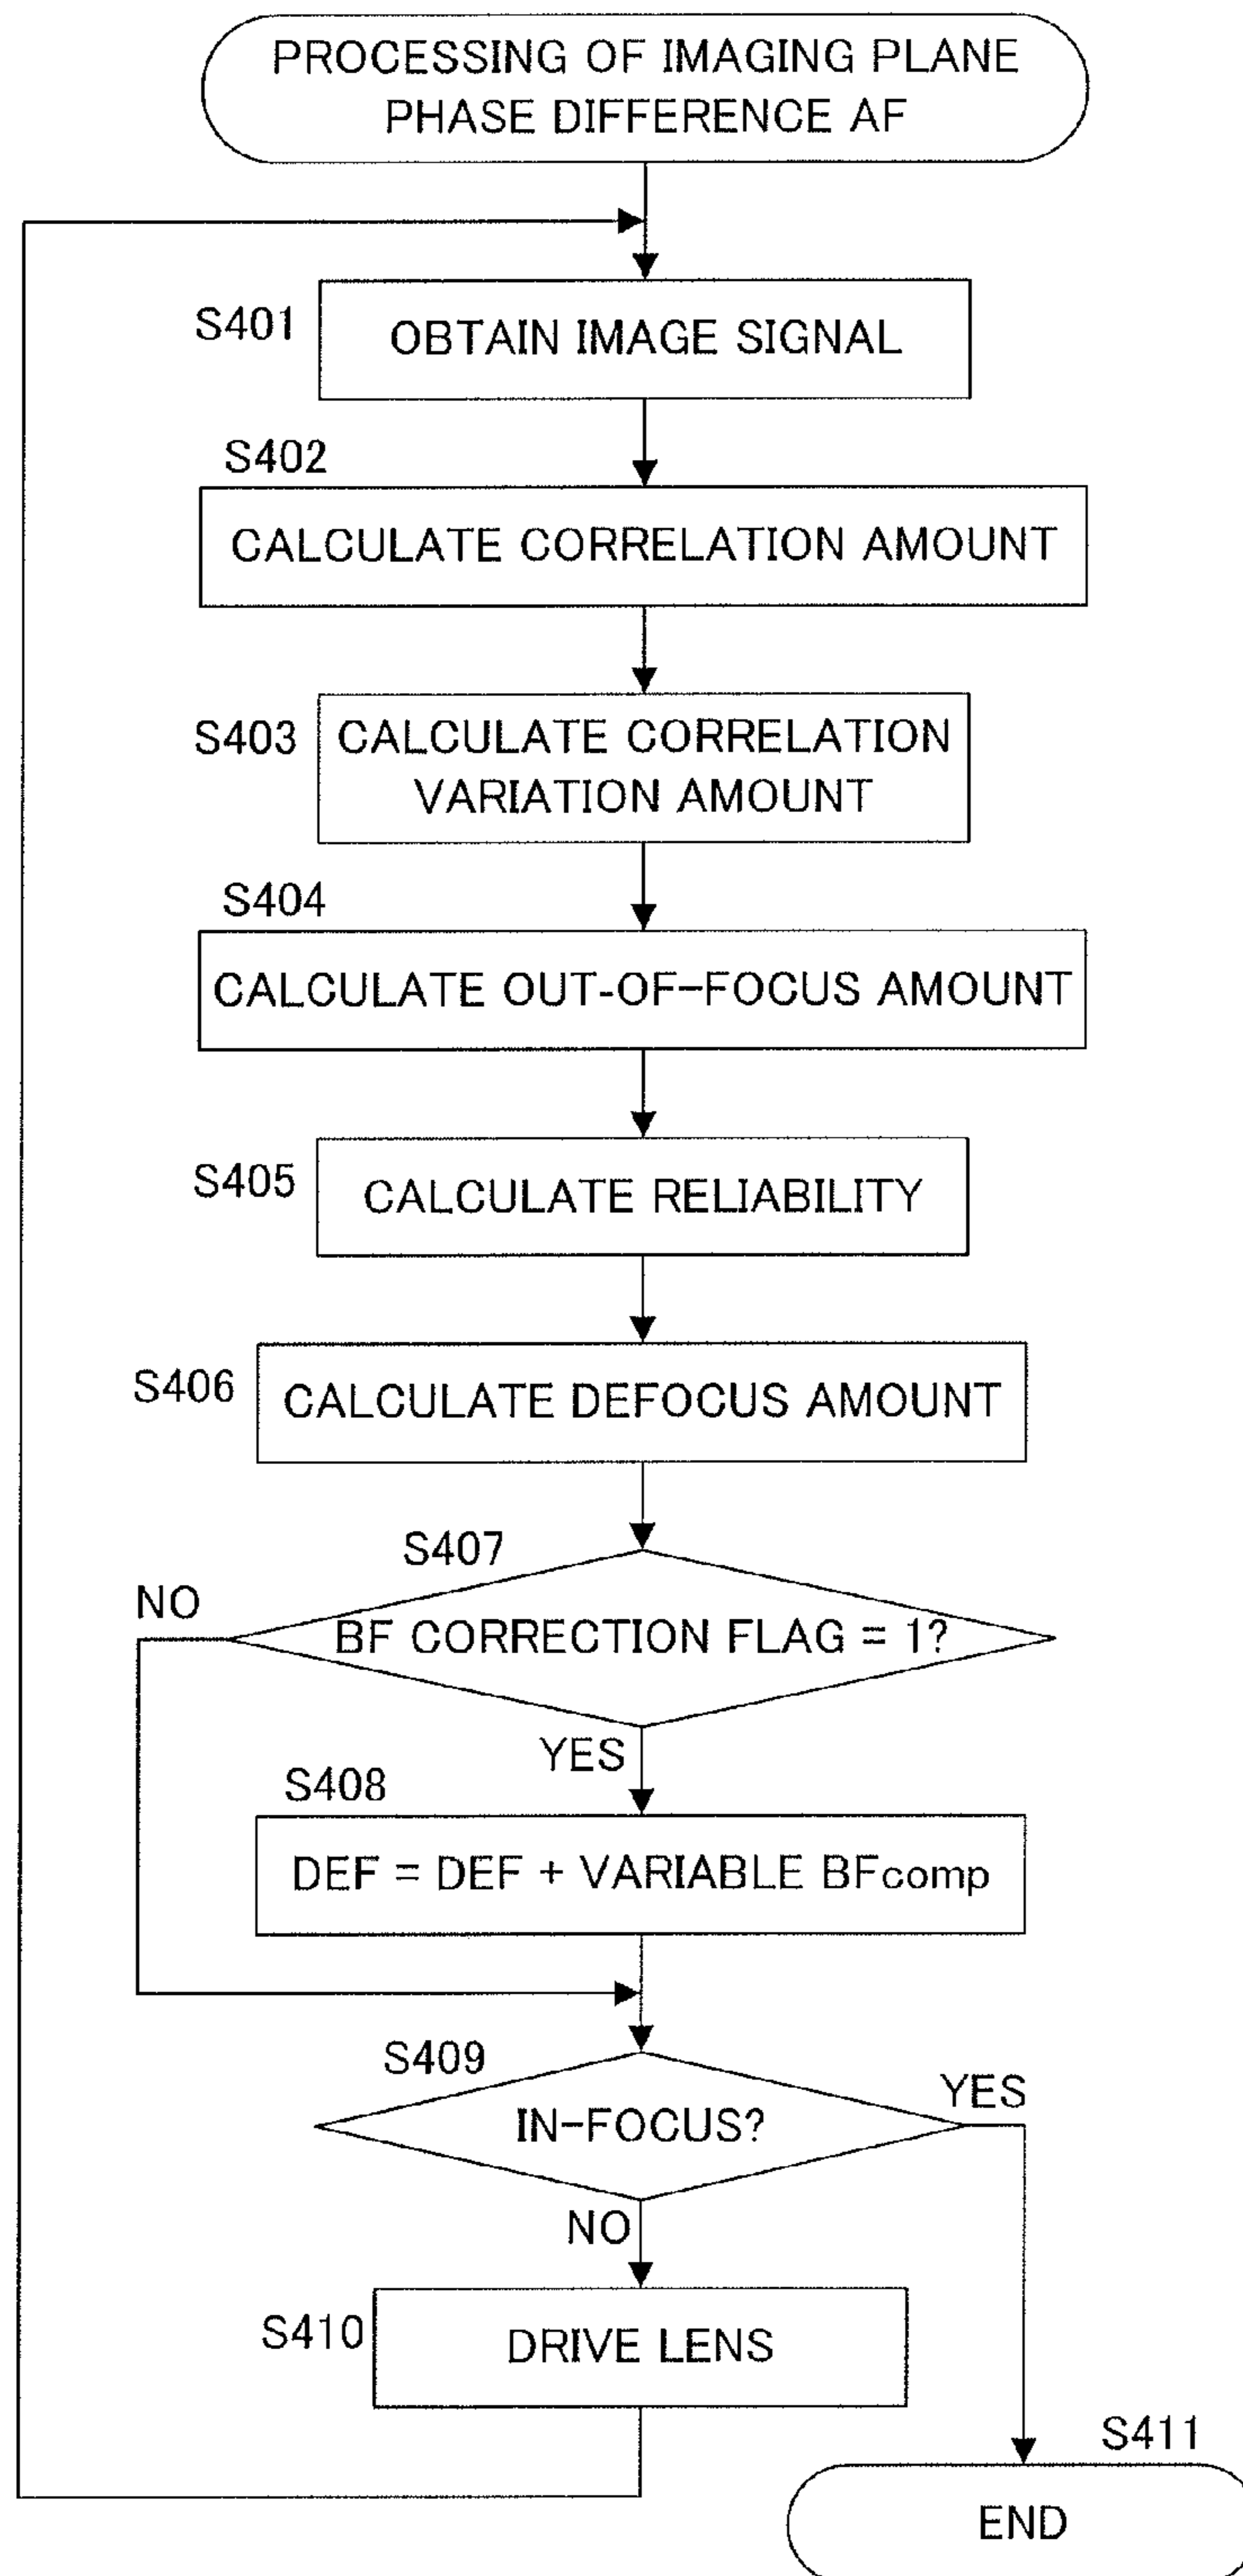 PROCESSING OF IMAGING PLANE
PHASE DIFFERENCE AF
S401
OBTAIN IMAGE SIGNAL
S402
CALCULATE CORRELATION AMOUNT
S403
CALCULATE CORRELATION
VARIATION AMOUNT
S404
CALCULATE OUT-OF-FOCUS AMOUNT
S405
CALCULATE RELIABILITY
S406
CALCULATE DEFOCUS AMOUNT
S407
NO
BF CORRECTION FLAG = 1?
YES
S408
DEF = DEF + VARIABLE BFcomp
S409
YES
IN-FOCUS?
NO
S410
DRIVE LENS
S411
END